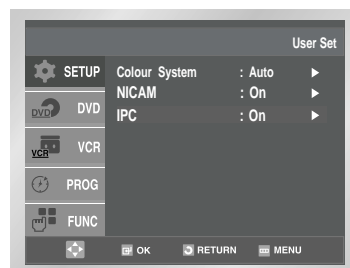 User Set
SETUP
DVD DVD
VCR VCR
PROG
FUNC
Colour System : Auto ►
NICAM : On ►
IPC : On ►
OK RETURN MENU